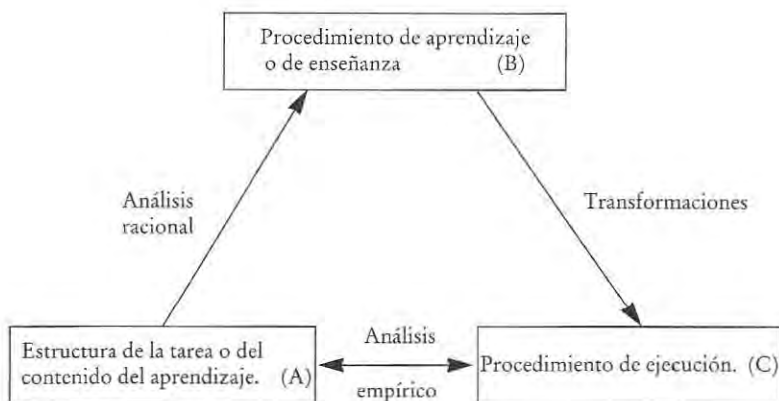 Procedimiento de aprendizaje
o de enseñanza (B)
Análisis
racional
Transformaciones
Estructura de la tarea o del
contenido del aprendizaje. (A)
Análisis
empírico
Procedimiento de ejecución. (C)